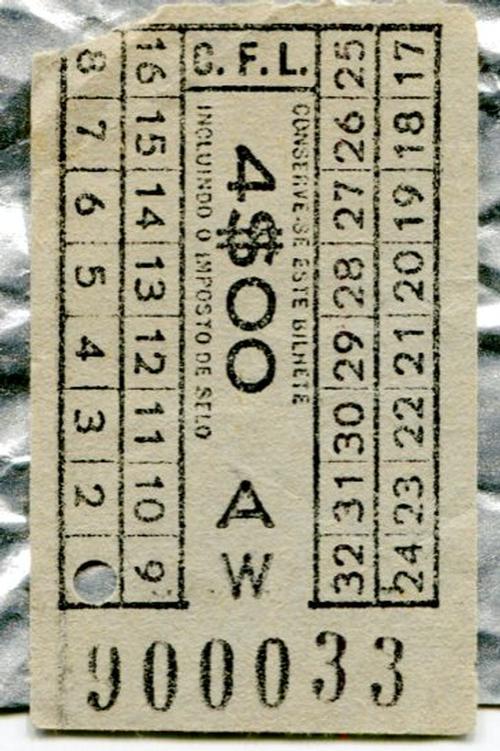 C. F. L.
8 7 6 5 4 3 2
16 15 14 13 12 11 10 9
INCLUINDO O IMPOSTO DE SELO
4$00
CONSERVE-SE ESTE BILHETE
A
W
25 26 27 28 29 30 31 32
17 18 19 20 21 22 23 24
900033